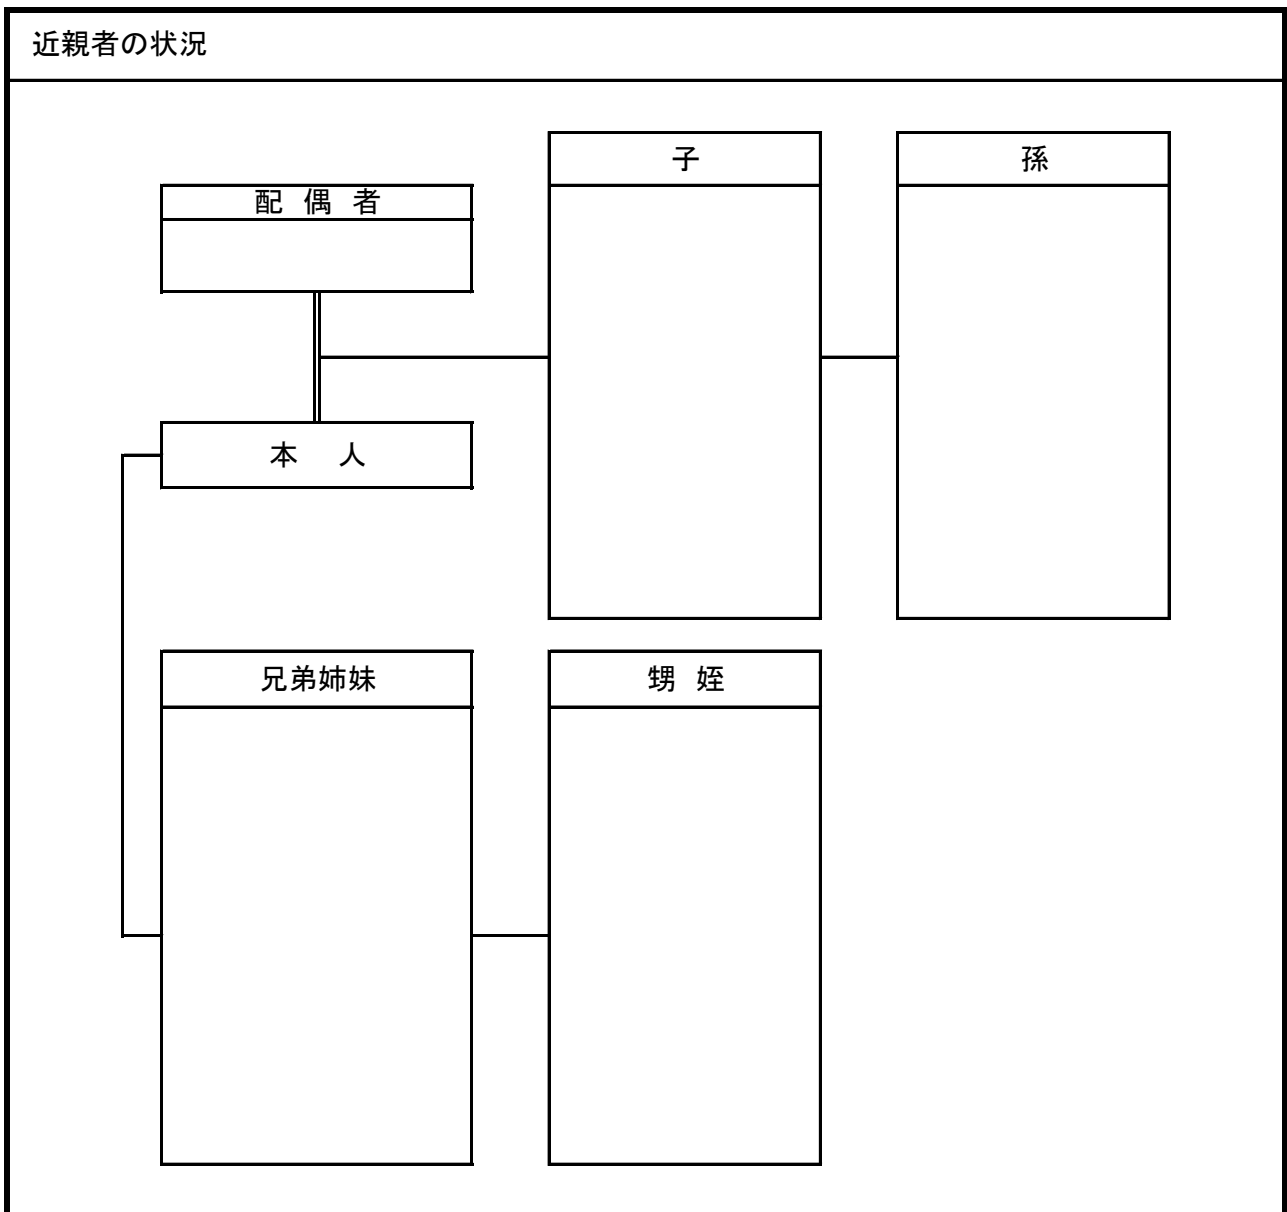 近親者の状況
子
孫
配 偶 者
本 人
兄弟姉妹
甥 姪